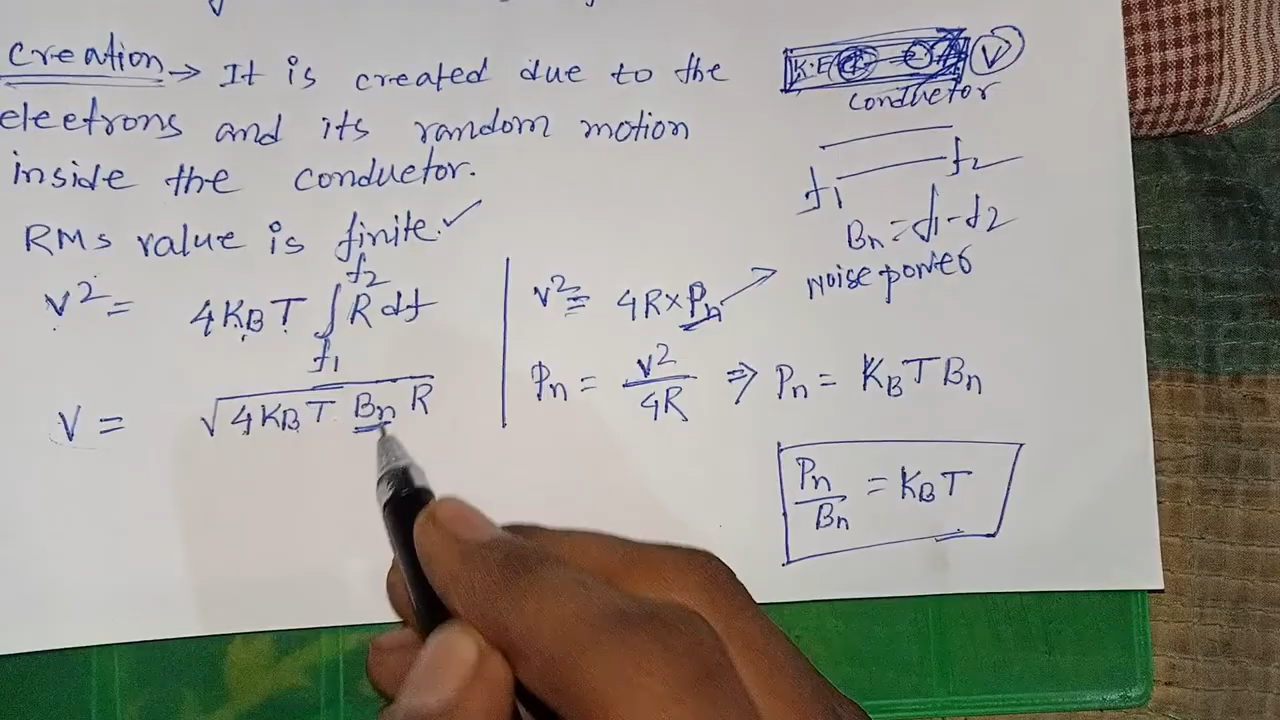 creation → It is created due to the
electrons and its random motion
inside the conductor.
RMs value is finite. ✓
V² = 4KBT ∫f1 f2 R df
V = √4KBT Bn R
V² = 4R × Pn → noise power
Pn = V²/4R ⇒ Pn = KBTBn
Pn/Bn = KBT
K.E + - V
conductor
f1 f2
Bn = f1 - f2